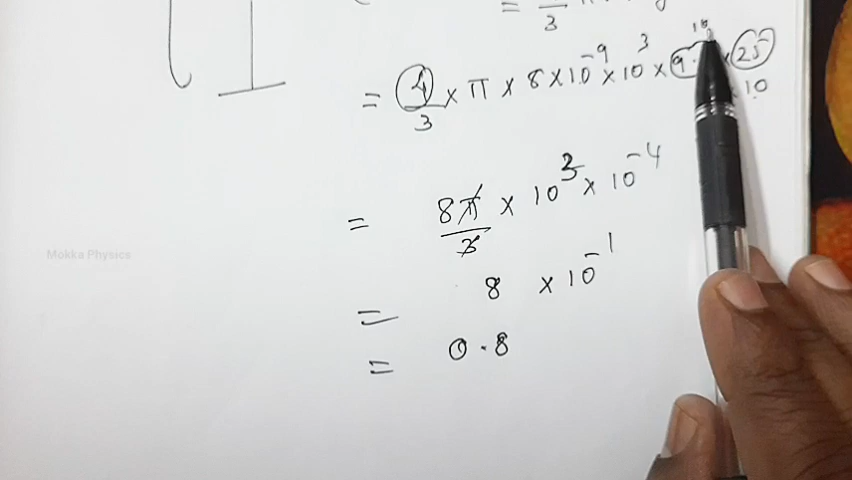 = 4/3 × π × 8 × 10⁻⁹ × 10³ × 9 × 25
× 10
= 8π/3 × 10³ × 10⁻⁴
Mokka Physics
= 8 × 10⁻¹
= 0.8